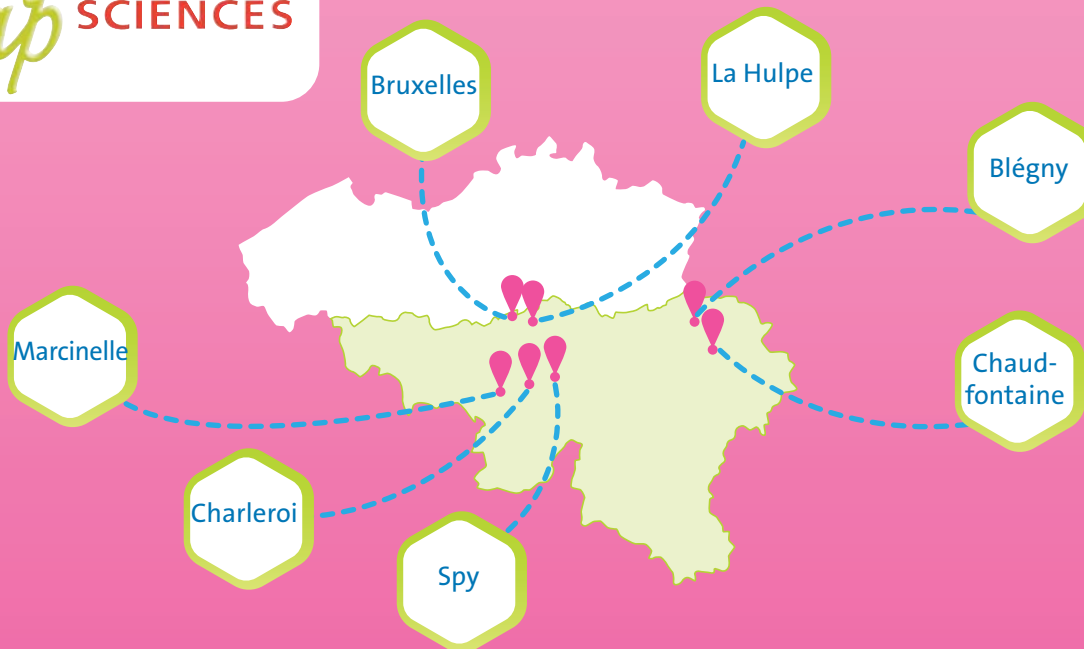 SCIENCES
Bruxelles
La Hulpe
Blégny
Marcinelle
Chaud-
fontaine
Charleroi
Spy